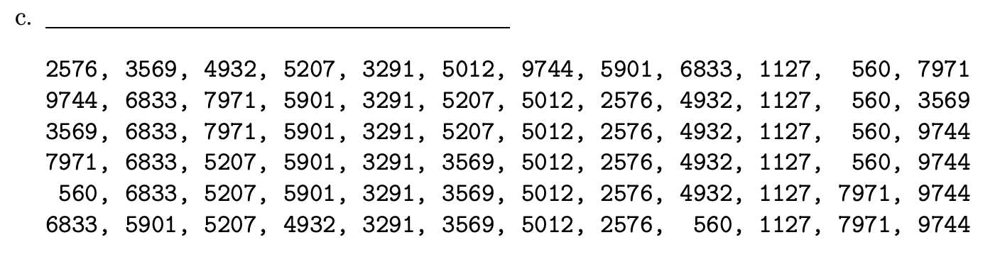 c. ____________________
2576, 3569, 4932, 5207, 3291, 5012, 9744, 5901, 6833, 1127, 560, 7971
9744, 6833, 7971, 5901, 3291, 5207, 5012, 2576, 4932, 1127, 560, 3569
3569, 6833, 7971, 5901, 3291, 5207, 5012, 2576, 4932, 1127, 560, 9744
7971, 6833, 5207, 5901, 3291, 3569, 5012, 2576, 4932, 1127, 560, 9744
560, 6833, 5207, 5901, 3291, 3569, 5012, 2576, 4932, 1127, 7971, 9744
6833, 5901, 5207, 4932, 3291, 3569, 5012, 2576, 560, 1127, 7971, 9744